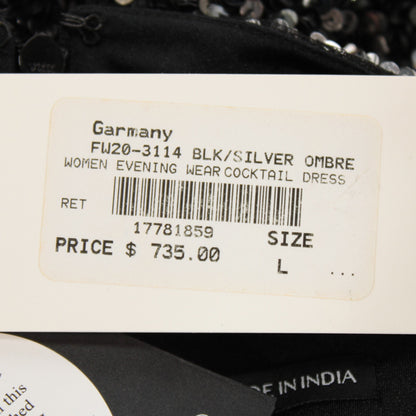 Garmany
FW20-3114 BLK/SILVER OMBRE
WOMEN EVENING WEAR COCKTAIL DRESS
RET
17781859
SIZE
PRICE $ 735.00
L ...
IN INDIA
this